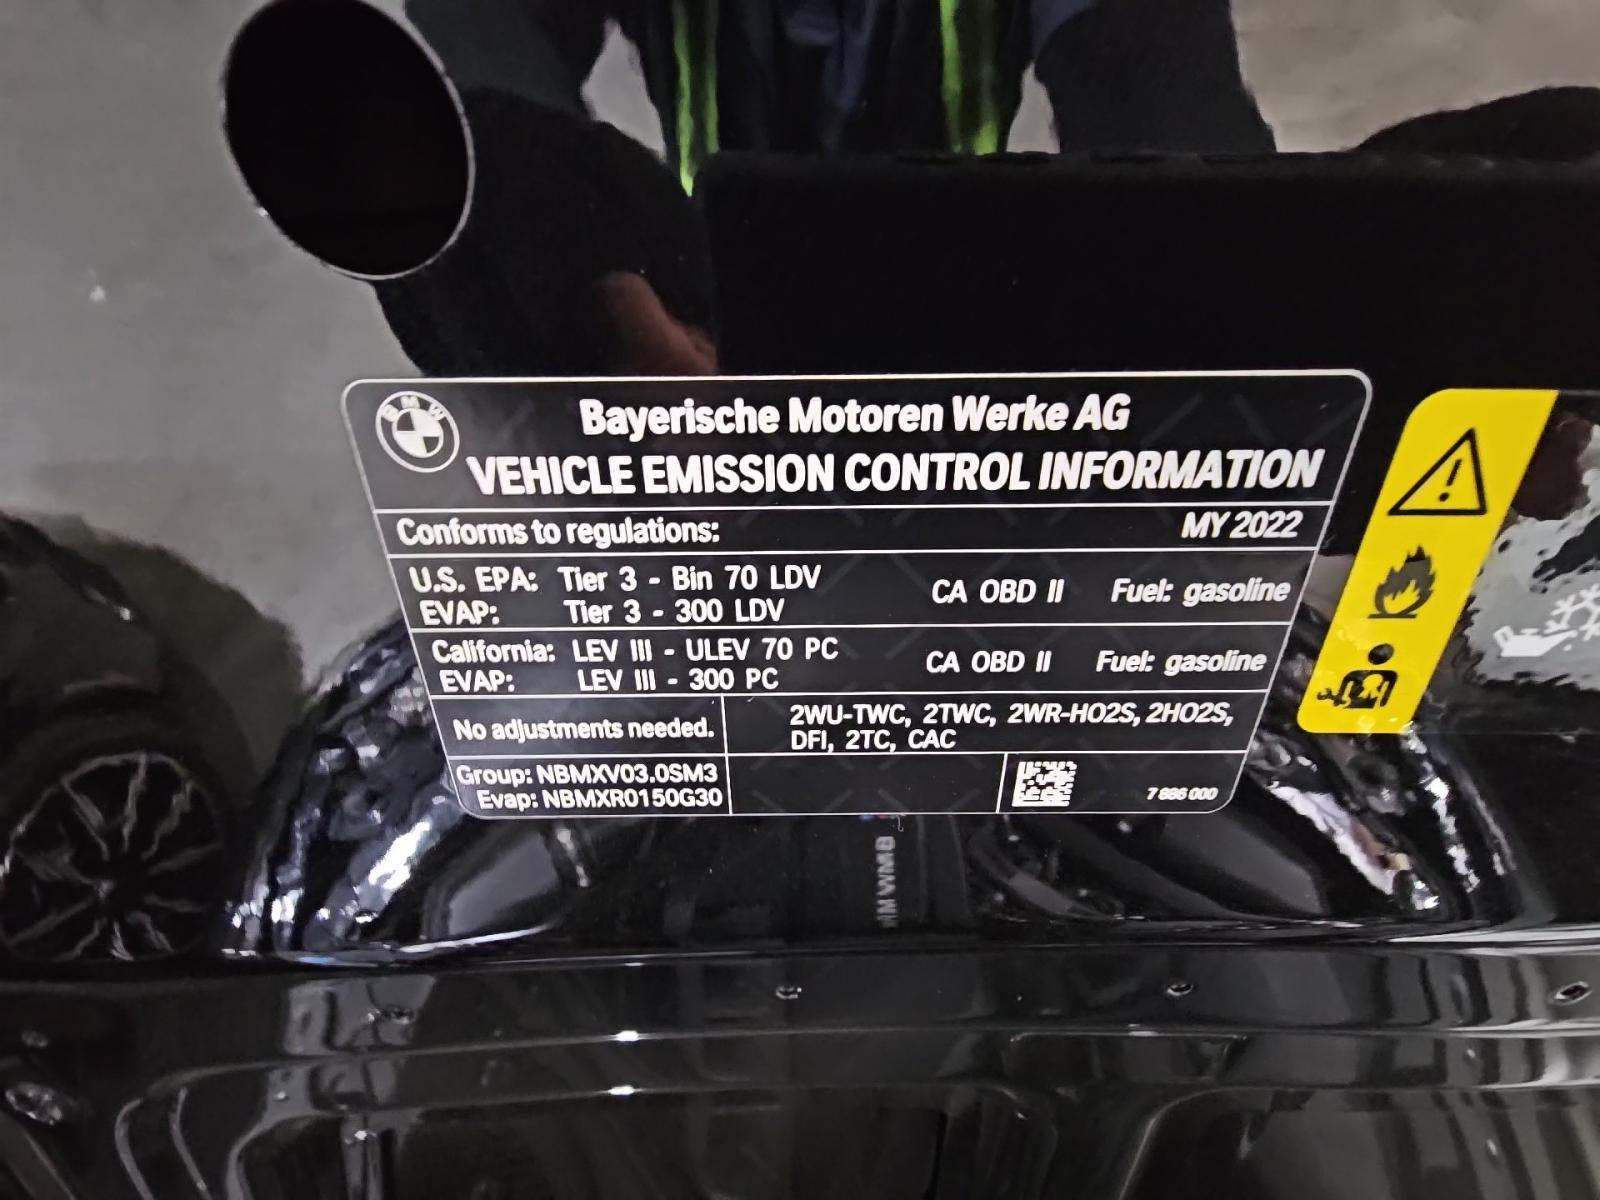 BMW
Bayerische Motoren Werke AG
VEHICLE EMISSION CONTROL INFORMATION
Conforms to regulations: MY 2022
U.S. EPA: Tier 3 - Bin 70 LDV CA OBD II Fuel: gasoline
EVAP: Tier 3 - 300 LDV
California: LEV III - ULEV 70 PC CA OBD II Fuel: gasoline
EVAP: LEV III - 300 PC
No adjustments needed. 2WU-TWC, 2TWC, 2WR-HO2S, 2HO2S,
DFI, 2TC, CAC
Group: NBMXV03.0SM3
Evap: NBMXR0150G30